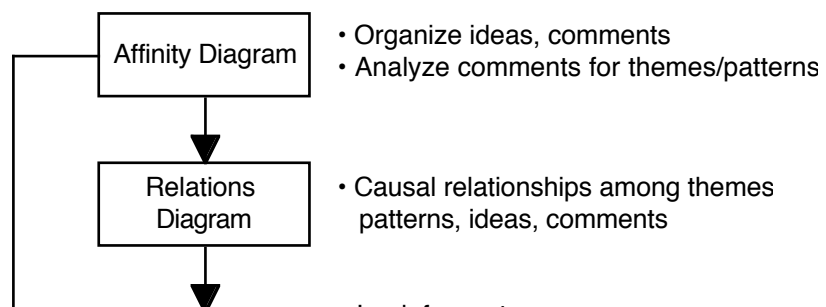 Affinity Diagram
• Organize ideas, comments
• Analyze comments for themes/patterns
Relations
Diagram
• Causal relationships among themes
patterns, ideas, comments